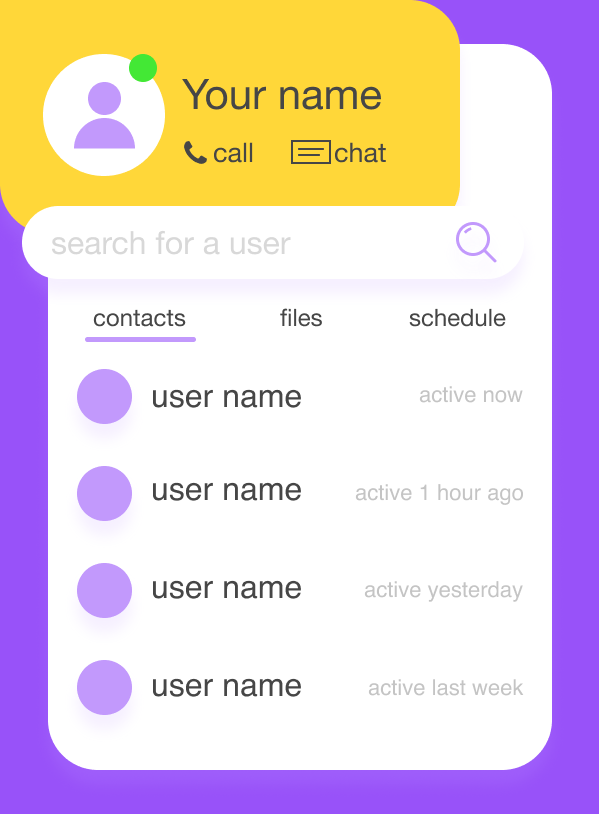 Your name
call chat
search for a user
contacts files schedule
user name active now
user name active 1 hour ago
user name active yesterday
user name active last week